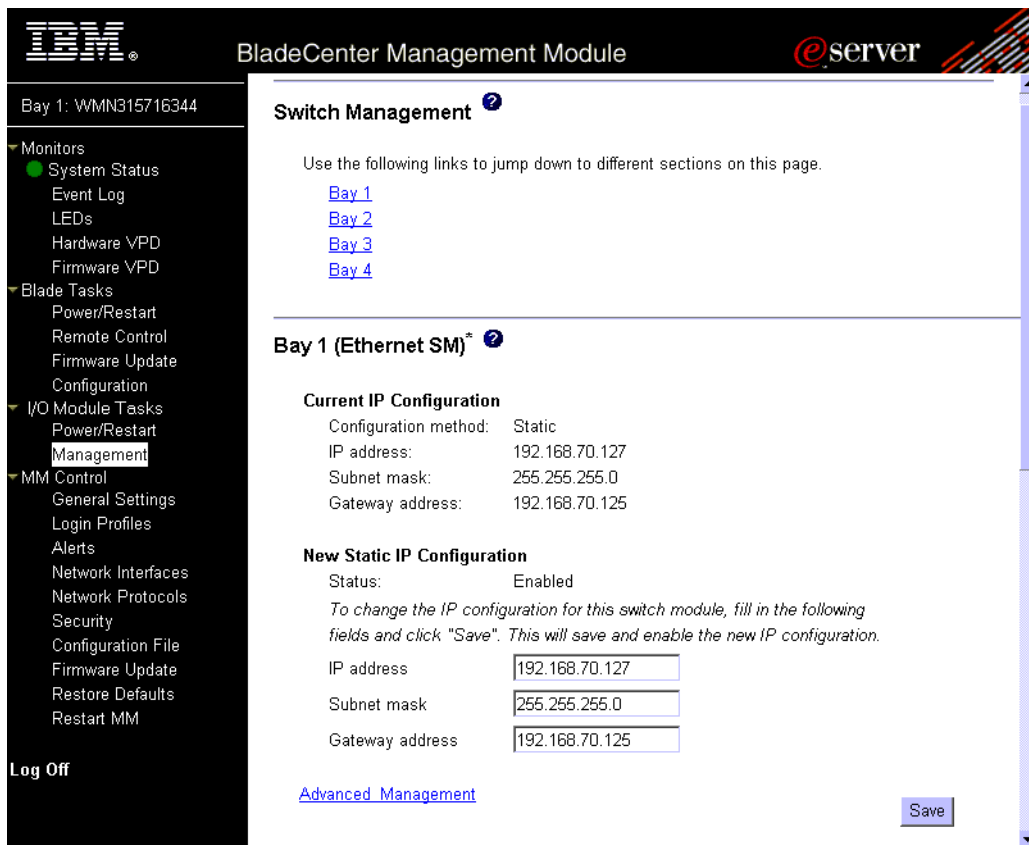 IBM®
BladeCenter Management Module
eserver
Bay 1: WMN315716344
Monitors
System Status
Event Log
LEDs
Hardware VPD
Firmware VPD
Blade Tasks
Power/Restart
Remote Control
Firmware Update
Configuration
I/O Module Tasks
Power/Restart
Management
MM Control
General Settings
Login Profiles
Alerts
Network Interfaces
Network Protocols
Security
Configuration File
Firmware Update
Restore Defaults
Restart MM
Log Off
Switch Management ?
Use the following links to jump down to different sections on this page.
Bay 1
Bay 2
Bay 3
Bay 4
Bay 1 (Ethernet SM)* ?
Current IP Configuration
Configuration method: Static
IP address: 192.168.70.127
Subnet mask: 255.255.255.0
Gateway address: 192.168.70.125
New Static IP Configuration
Status: Enabled
To change the IP configuration for this switch module, fill in the following
fields and click "Save". This will save and enable the new IP configuration.
IP address 192.168.70.127
Subnet mask 255.255.255.0
Gateway address 192.168.70.125
Advanced Management
Save